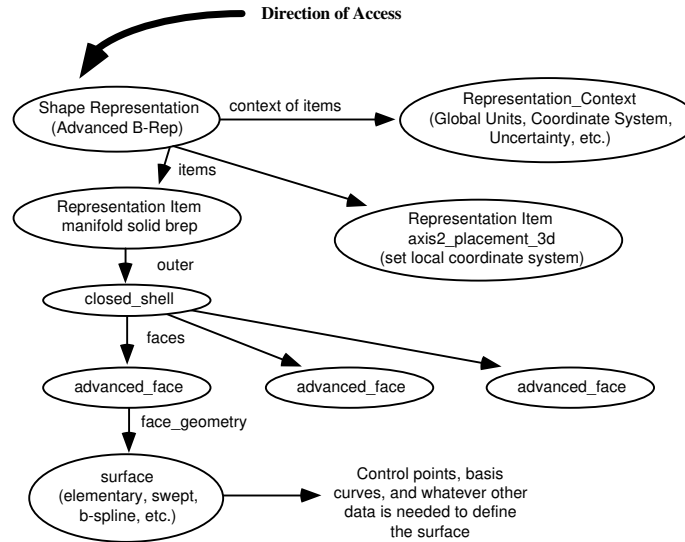 Direction of Access
Shape Representation
(Advanced B-Rep)
context of items
Representation_Context
(Global Units, Coordinate System,
Uncertainty, etc.)
items
Representation Item
manifold solid brep
Representation Item
axis2_placement_3d
(set local coordinate system)
outer
closed_shell
faces
advanced_face
advanced_face
advanced_face
face_geometry
surface
(elementary, swept,
b-spline, etc.)
Control points, basis
curves, and whatever other
data is needed to define
the surface